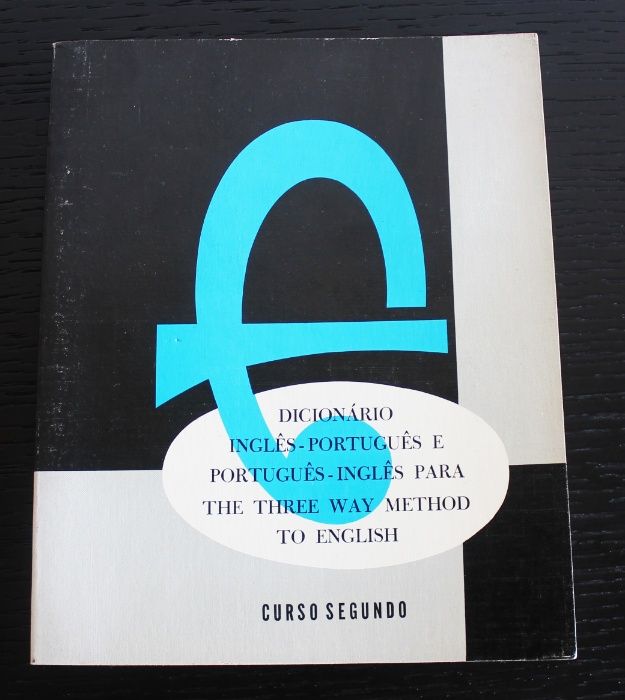 DICIONÁRIO
INGLÊS-PORTUGUÊS E
PORTUGUÊS-INGLÊS PARA
THE THREE WAY METHOD
TO ENGLISH
CURSO SEGUNDO